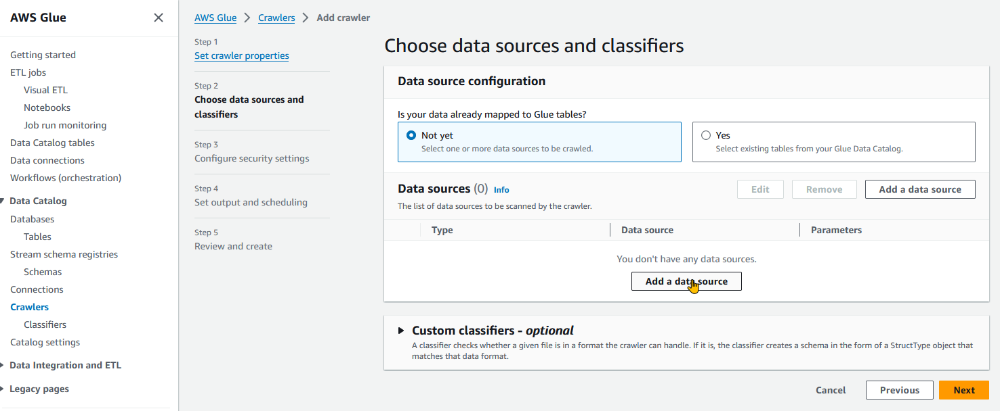 AWS Glue
Getting started
ETL jobs
Visual ETL
Notebooks
Job run monitoring
Data Catalog tables
Data connections
Workflows (orchestration)
Data Catalog
Databases
Tables
Stream schema registries
Schemas
Connections
Crawlers
Classifiers
Catalog settings
Data Integration and ETL
Legacy pages
AWS Glue Crawlers Add crawler
Step 1
Set crawler properties
Step 2
Choose data sources and
classifiers
Step 3
Configure security settings
Step 4
Set output and scheduling
Step 5
Review and create
Choose data sources and classifiers
Data source configuration
Is your data already mapped to Glue tables?
Not yet
Select one or more data sources to be crawled.
Yes
Select existing tables from your Glue Data Catalog.
Data sources (0) Info
The list of data sources to be scanned by the crawler.
Edit Remove Add a data source
Type Data source Parameters
You don't have any data sources.
Add a data source
Custom classifiers - optional
A classifier checks whether a given file is in a format the crawler can handle. If it is, the classifier creates a schema in the form of a StructType object that
matches that data format.
Cancel Previous Next